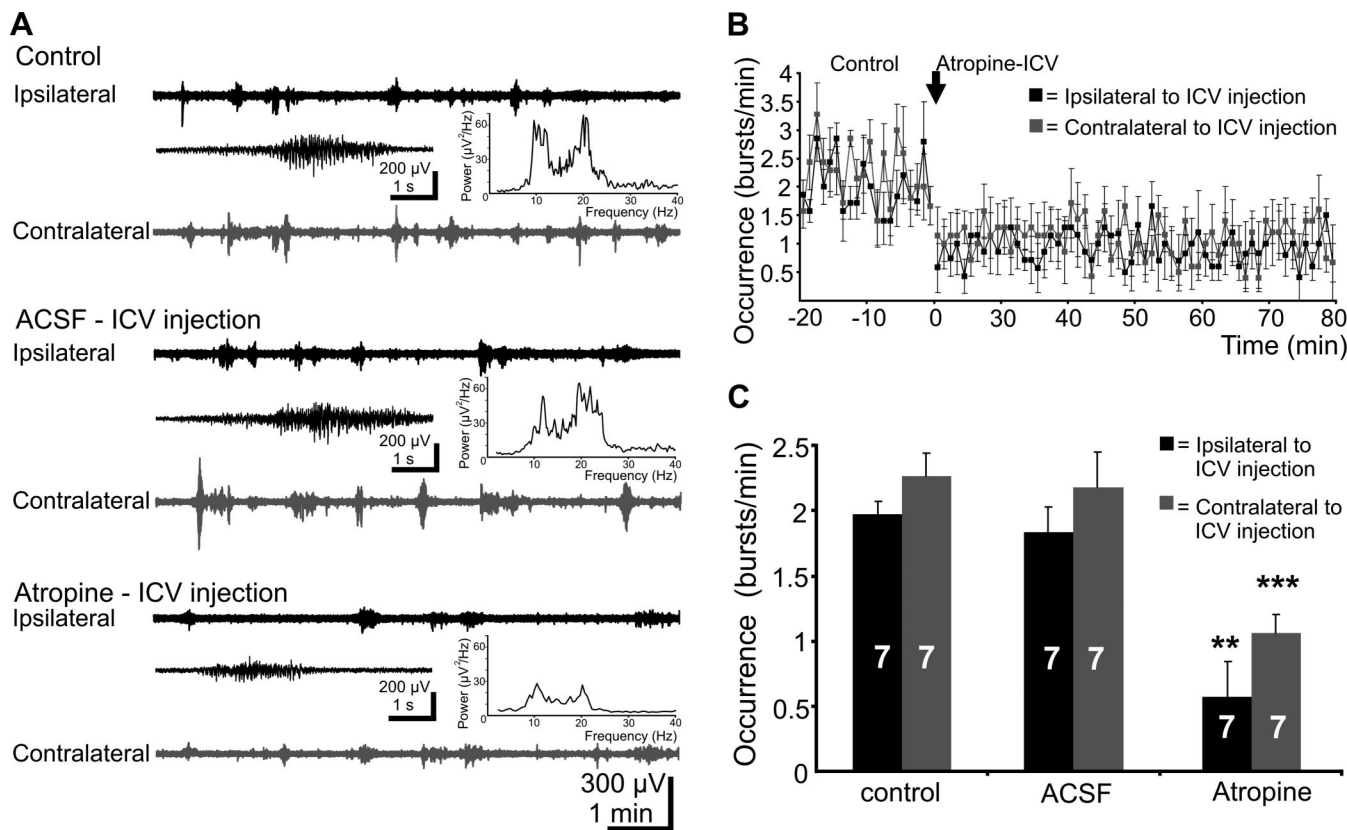 A
Control
Ipsilateral
200 µV
1 s
Power (µV²/Hz)
60
30
0
10 20 30 40
Frequency (Hz)
Contralateral
ACSF - ICV injection
Ipsilateral
200 µV
1 s
Power (µV²/Hz)
60
30
0
10 20 30 40
Frequency (Hz)
Contralateral
Atropine - ICV injection
Ipsilateral
200 µV
1 s
Power (µV²/Hz)
60
30
0
10 20 30 40
Frequency (Hz)
Contralateral
300 µV
1 min
B
Control Atropine-ICV
= Ipsilateral to ICV injection
= Contralateral to ICV injection
Occurrence (bursts/min)
4
3.5
3
2.5
2
1.5
1
0.5
-20 -10 0 30 40 50 60 70 80
Time (min)
C
= Ipsilateral to
ICV injection
= Contralateral to
ICV injection
Occurrence (bursts/min)
2.5
2
1.5
1
0.5
0
7 7 7 7 7 7
** ***
control ACSF Atropine